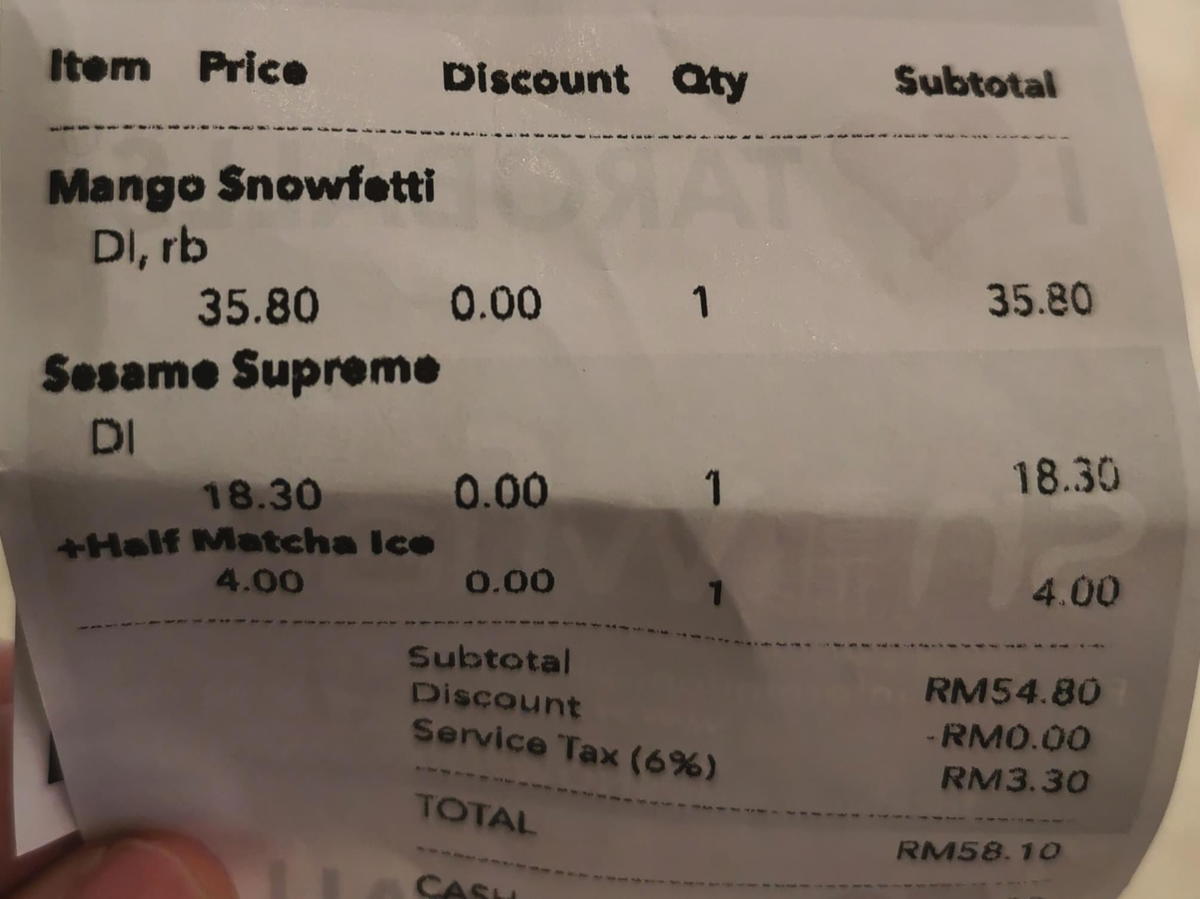 Item Price Discount Qty Subtotal
Mango Snowfetti
DI, rb
35.80 0.00 1 35.80
Sesame Supreme
DI
18.30 0.00 1 18.30
+Half Matcha Ice
4.00 0.00 1 4.00
Subtotal RM54.80
Discount -RM0.00
Service Tax (6%) RM3.30
TOTAL RM58.10
CASH